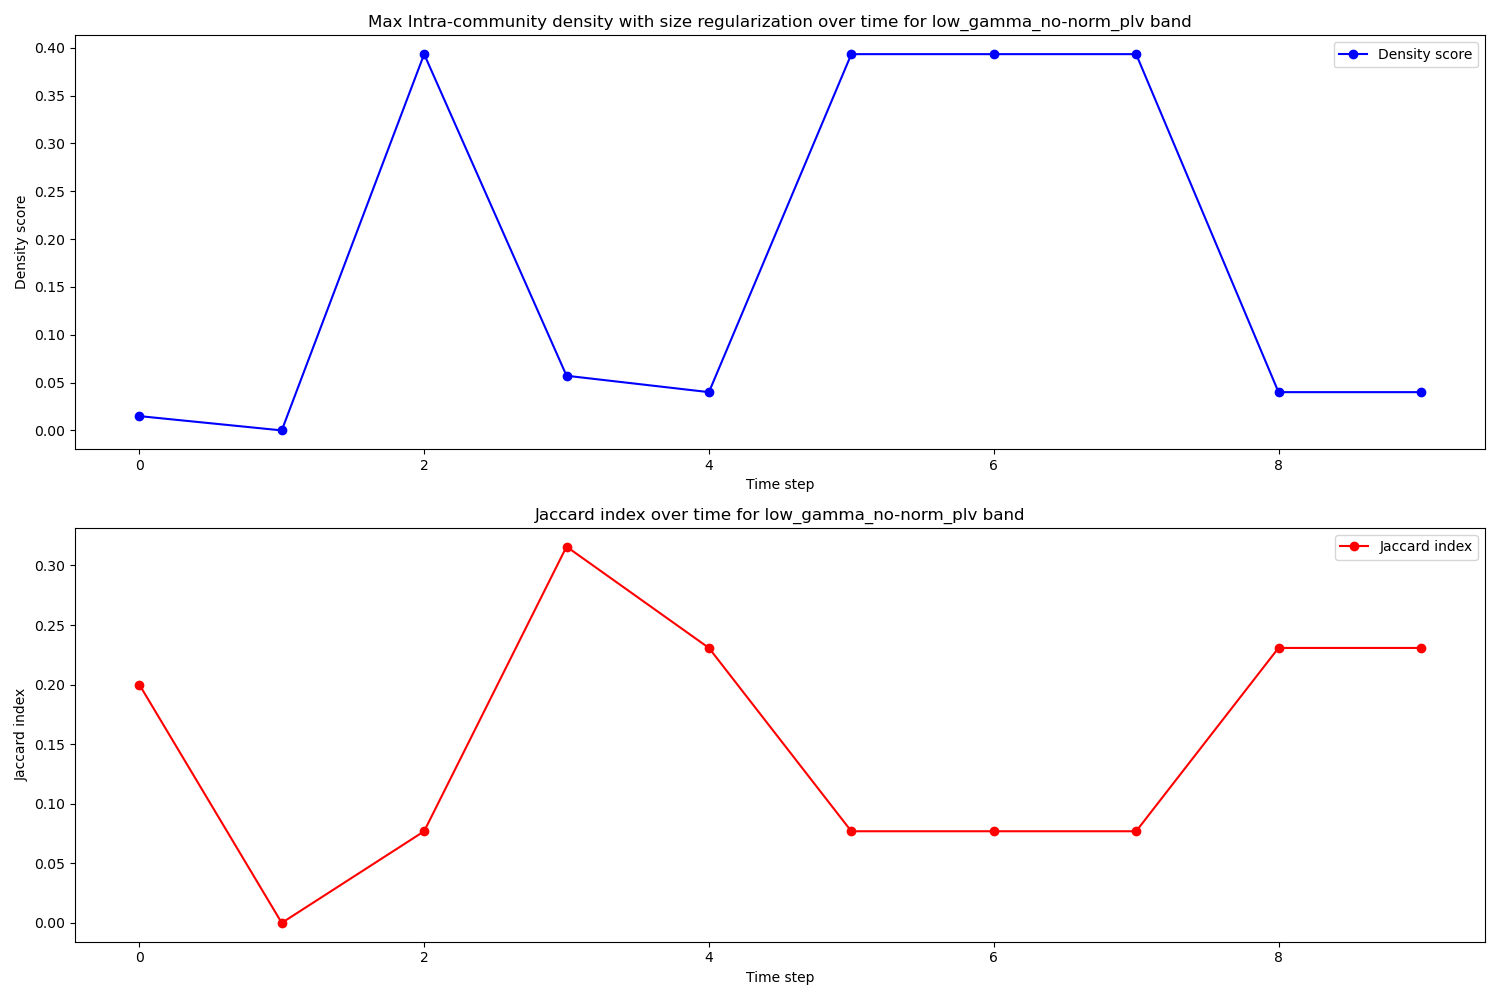 Max Intra-community density with size regularization over time for low_gamma_no-norm_plv band
Density score
0.40
0.35
0.30
0.25
0.20
0.15
0.10
0.05
0.00
Density score
0 2 4 6 8
Time step
Jaccard index over time for low_gamma_no-norm_plv band
Jaccard index
0.30
0.25
0.20
0.15
0.10
0.05
0.00
Jaccard index
0 2 4 6 8
Time step